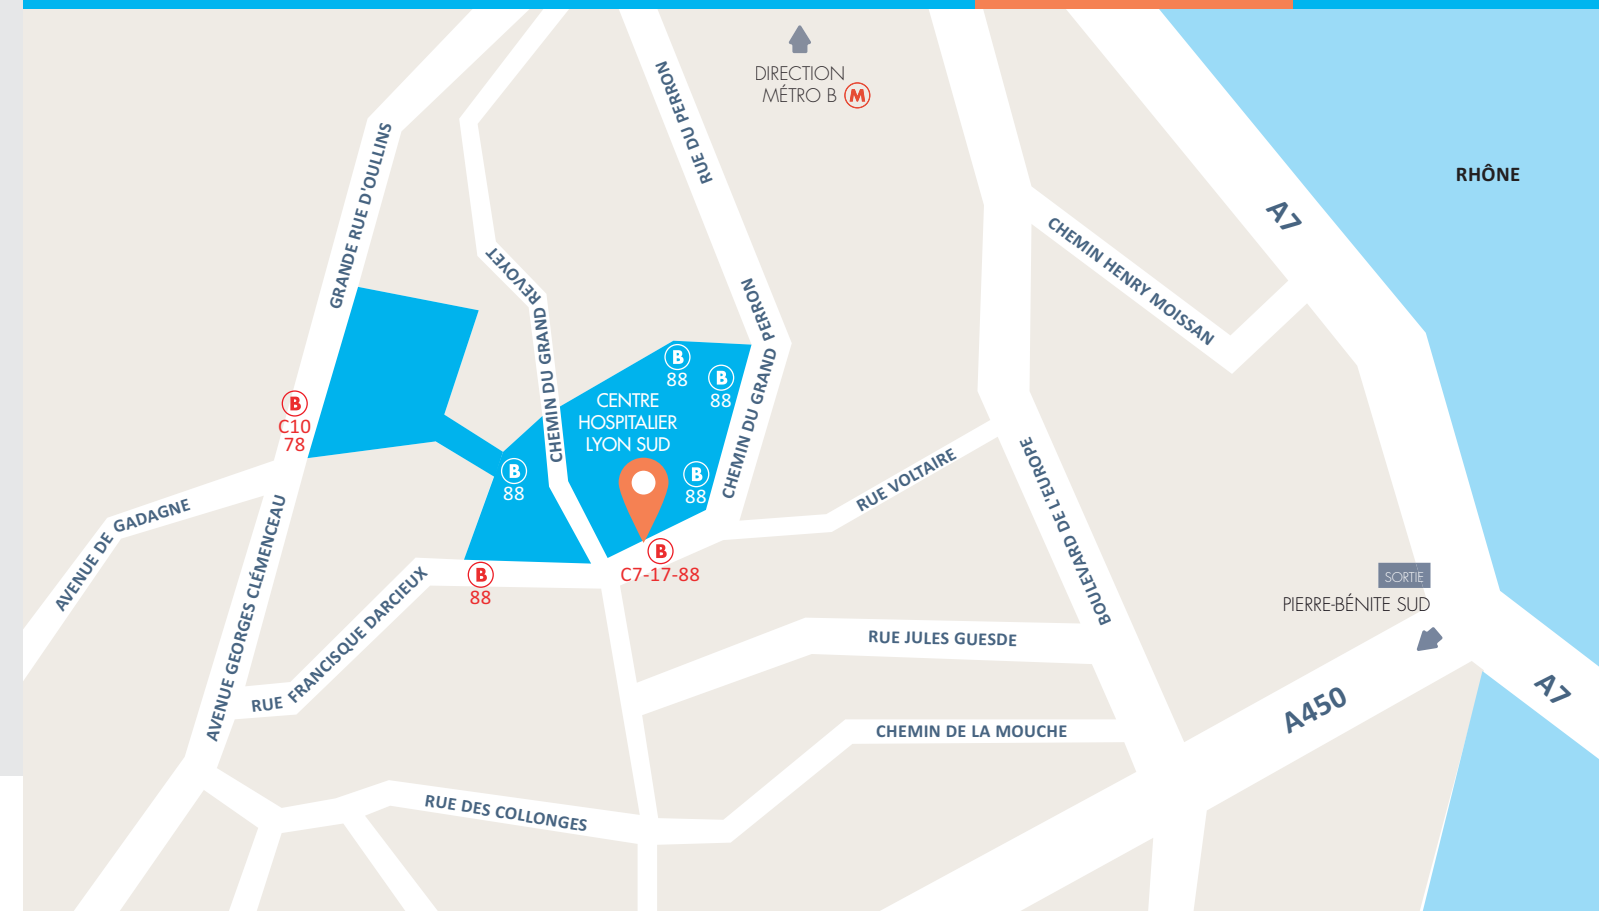 DIRECTION
MÉTRO B M
RUE DU PERRON
GRANDE RUE D'OULLINS
RHÔNE
A7
CHEMIN HENRY MOISSAN
CHEMIN DU GRAND REVOYET
CHEMIN DU GRAND PERRON
B
88
B
88
CENTRE
HOSPITALIER
LYON SUD
B
C10
78
B
88
B
88
RUE VOLTAIRE
BOULEVARD DE L'EUROPE
AVENUE DE GADAGNE
AVENUE GEORGES CLÉMENCEAU
B
C7-17-88
B
88
RUE FRANCISQUE DARCIEUX
SORTIE
PIERRE-BÉNITE SUD
RUE JULES GUESDE
A7
A450
CHEMIN DE LA MOUCHE
RUE DES COLLONGES